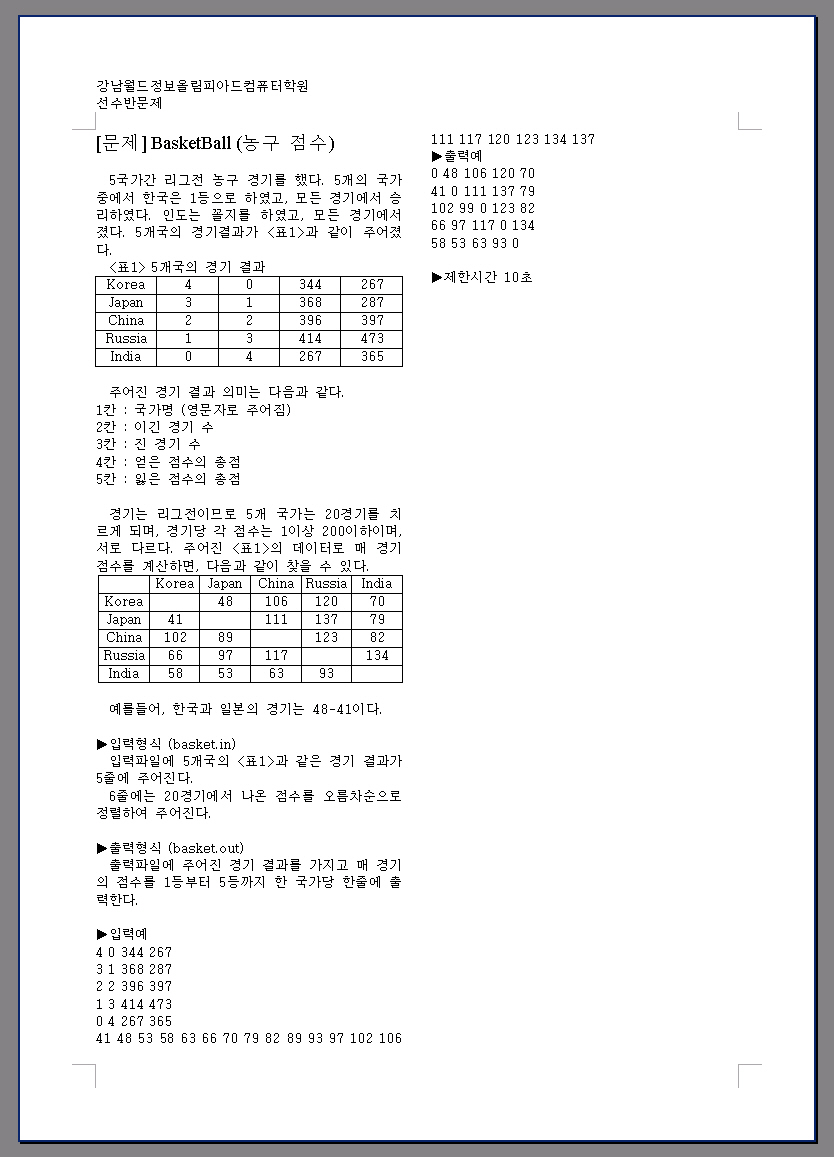 강남월드정보올림피아드컴퓨터학원
선수반문제
[문제] BasketBall (농구 점수)
5국가간 리그전 농구 경기를 했다. 5개의 국가
중에서 한국은 1등으로 하였고, 모든 경기에서 승
리하였다. 인도는 꼴지를 하였고, 모든 경기에서
졌다. 5개국의 경기결과가 <표1>과 같이 주어졌
다.
<표1> 5개국의 경기 결과
Korea 4 0 344 267
Japan 3 1 368 287
China 2 2 396 397
Russia 1 3 414 473
India 0 4 267 365
주어진 경기 결과 의미는 다음과 같다.
1칸 : 국가명 (영문자로 주어짐)
2칸 : 이긴 경기 수
3칸 : 진 경기 수
4칸 : 얻은 점수의 총점
5칸 : 잃은 점수의 총점
경기는 리그전이므로 5개 국가는 20경기를 치
르게 되며, 경기당 각 점수는 1이상 200이하이며,
서로 다르다. 주어진 <표1>의 데이터로 매 경기
점수를 계산하면, 다음과 같이 찾을 수 있다.
Korea Japan China Russia India
Korea 48 106 120 70
Japan 41 111 137 79
China 102 89 123 82
Russia 66 97 117 134
India 58 53 63 93
예를들어, 한국과 일본의 경기는 48-41이다.
▶입력형식 (basket.in)
입력파일에 5개국의 <표1>과 같은 경기 결과가
5줄에 주어진다.
6줄에는 20경기에서 나온 점수를 오름차순으로
정렬하여 주어진다.
▶출력형식 (basket.out)
출력파일에 주어진 경기 결과를 가지고 매 경기
의 점수를 1등부터 5등까지 한 국가당 한줄에 출
력한다.
▶입력예
4 0 344 267
3 1 368 287
2 2 396 397
1 3 414 473
0 4 267 365
41 48 53 58 63 66 70 79 82 89 93 97 102 106
111 117 120 123 134 137
▶출력예
0 48 106 120 70
41 0 111 137 79
102 99 0 123 82
66 97 117 0 134
58 53 63 93 0
▶제한시간 10초